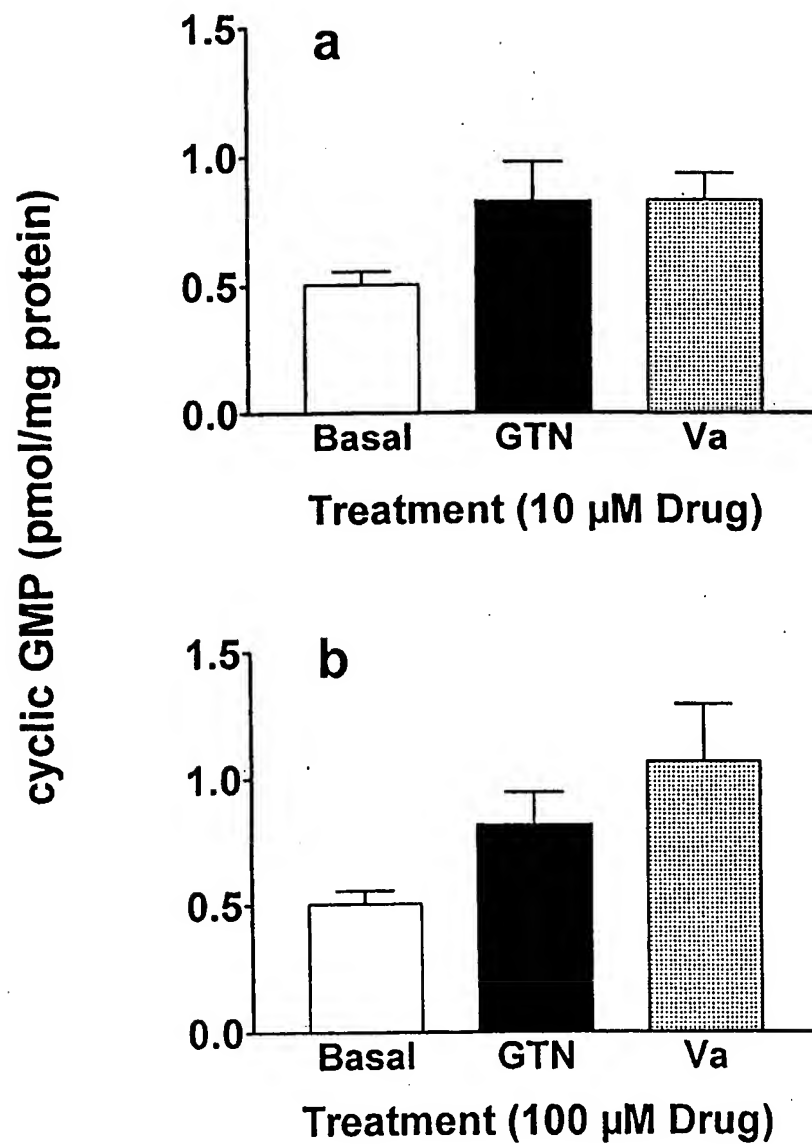 cyclic GMP (pmol/mg protein)
a
1.5
1.0
0.5
0.0
Basal GTN Va
Treatment (10 µM Drug)
b
1.5
1.0
0.5
0.0
Basal GTN Va
Treatment (100 µM Drug)